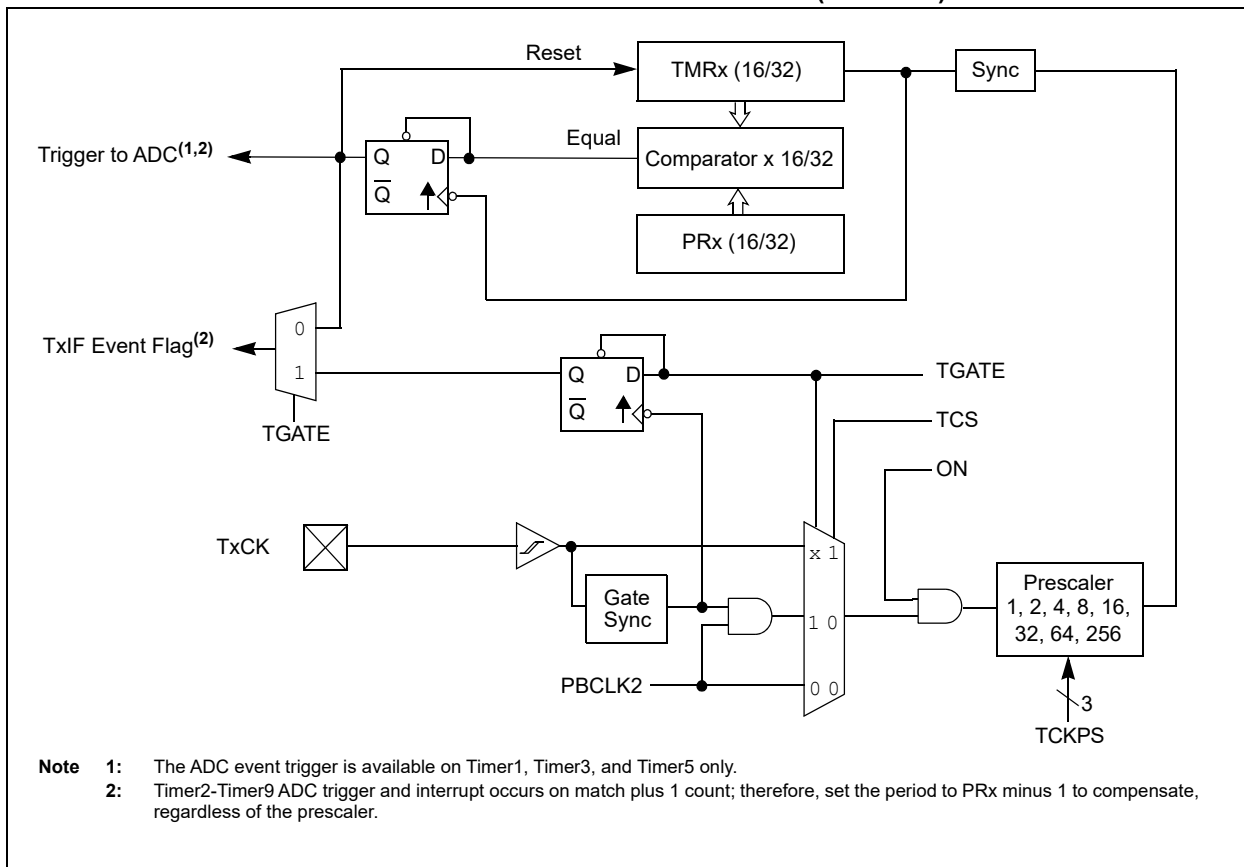 Reset
TMRx (16/32)
Sync
Trigger to ADC(1,2)
Q D
Q
Equal
Comparator x 16/32
PRx (16/32)
TxIF Event Flag(2)
0
1
TGATE
Q D
Q
TGATE
TCS
ON
TxCK
x 1
Gate
Sync
1 0
Prescaler
1, 2, 4, 8, 16,
32, 64, 256
PBCLK2
0 0
3
TCKPS
Note 1: The ADC event trigger is available on Timer1, Timer3, and Timer5 only.
2: Timer2-Timer9 ADC trigger and interrupt occurs on match plus 1 count; therefore, set the period to PRx minus 1 to compensate,
regardless of the prescaler.